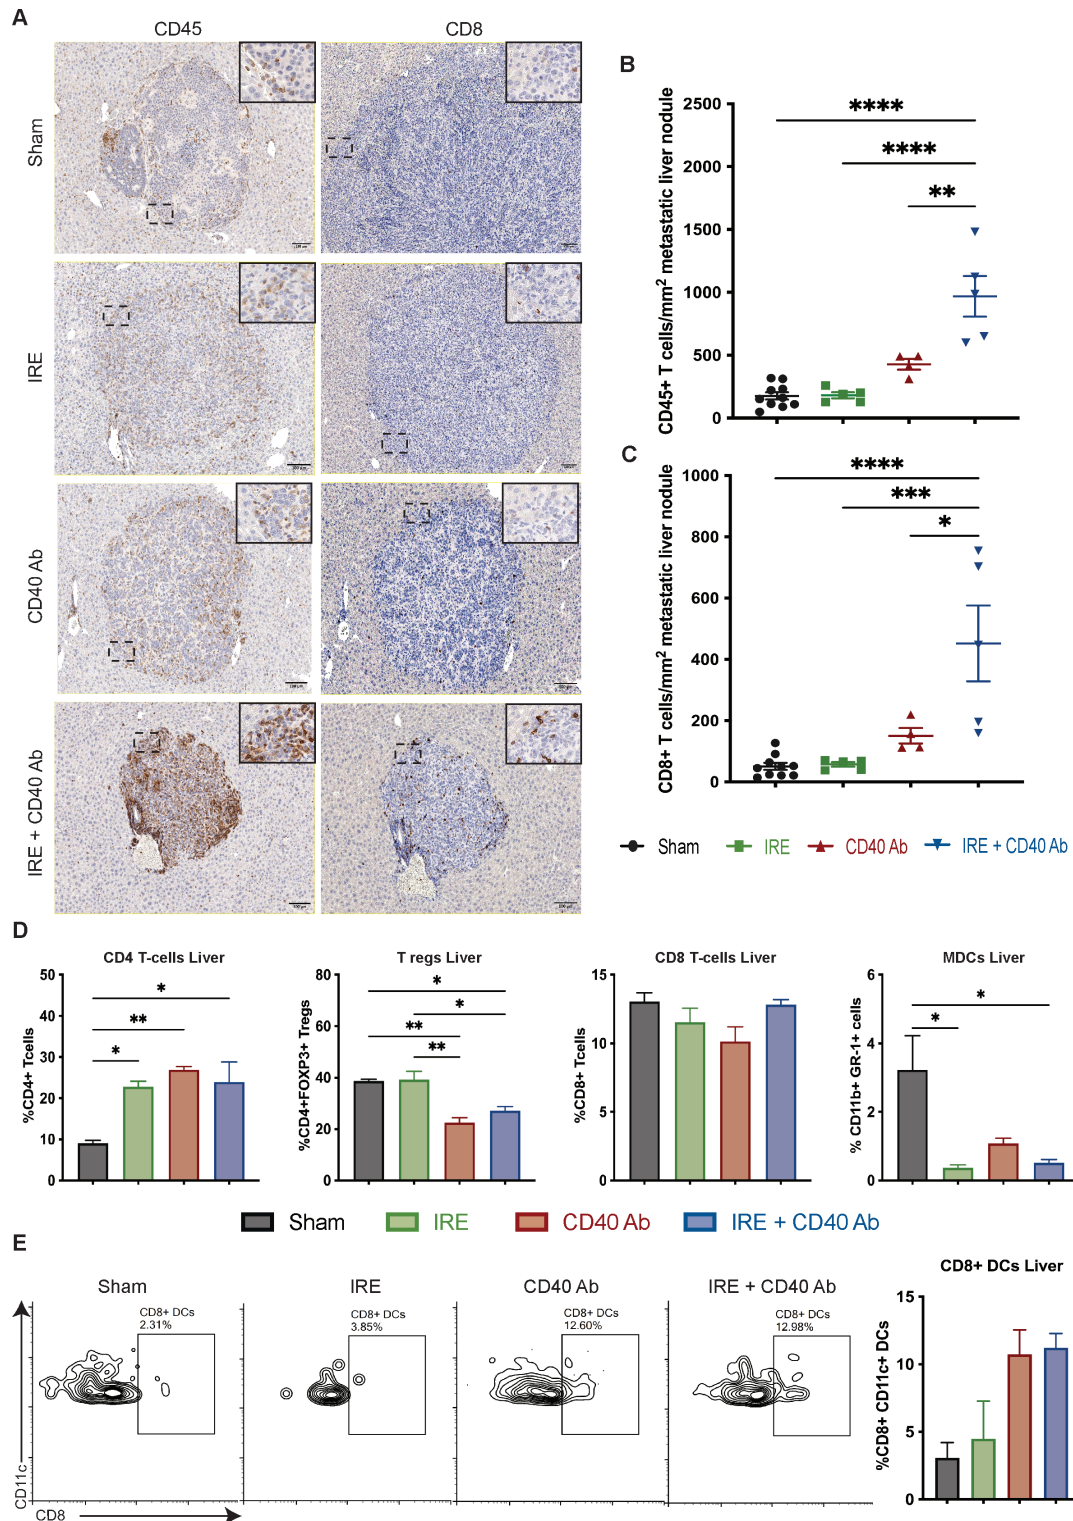 A
CD45
CD8
Sham
IRE
CD40 Ab
IRE + CD40 Ab
100 µm
B
CD45+ T cells/mm² metastatic liver nodule
2500
2000
1500
1000
500
0
****
****
**
C
CD8+ T cells/mm² metastatic liver nodule
1000
800
600
400
200
0
****
***
*
Sham
IRE
CD40 Ab
IRE + CD40 Ab
D
CD4 T-cells Liver
%CD4+ Tcells
50
40
30
20
10
0
*
**
*
T regs Liver
%CD4+FOXP3+ Tregs
80
60
40
20
0
*
*
**
**
CD8 T-cells Liver
%CD8+ Tcells
15
10
5
0
MDCs Liver
% CD11b+ GR-1+ cells
6
4
2
0
*
*
Sham
IRE
CD40 Ab
IRE + CD40 Ab
E
Sham
IRE
CD40 Ab
IRE + CD40 Ab
CD8+ DCs
2.31%
CD8+ DCs
3.85%
CD8+ DCs
12.60%
CD8+ DCs
12.98%
CD11c
CD8
CD8+ DCs Liver
%CD8+ CD11c+ DCs
15
10
5
0